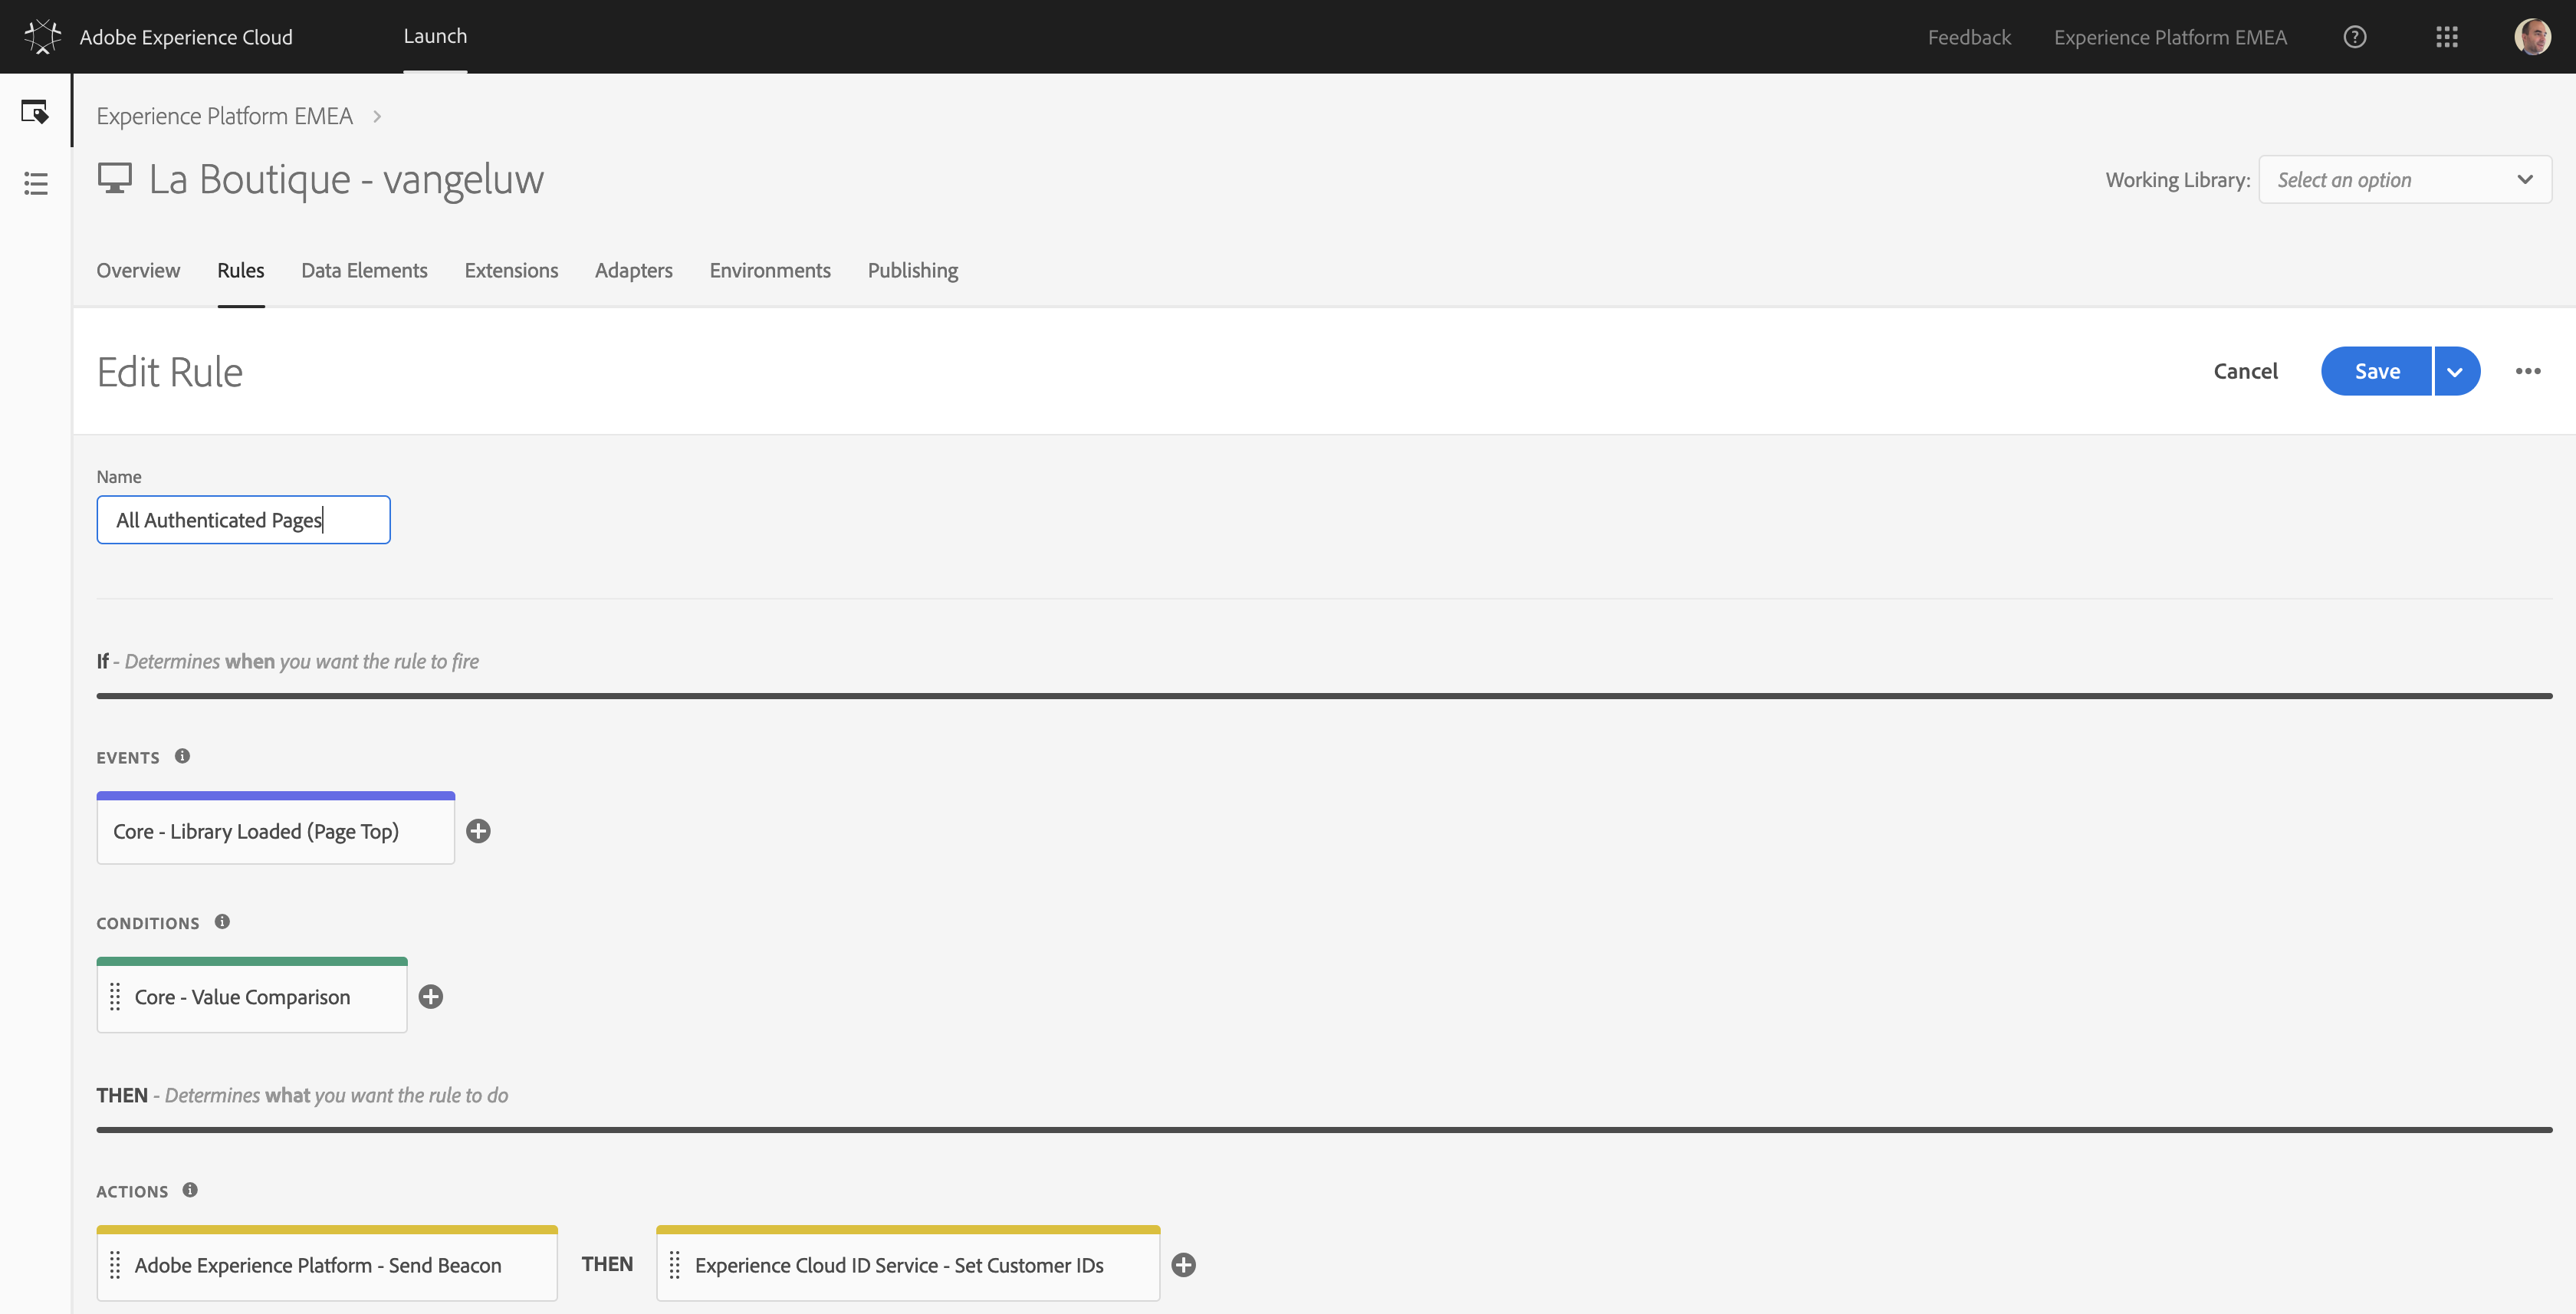 Adobe Experience Cloud
Launch
Feedback
Experience Platform EMEA
Experience Platform EMEA
La Boutique - vangeluw
Working Library:
Select an option
Overview
Rules
Data Elements
Extensions
Adapters
Environments
Publishing
Edit Rule
Cancel
Save
Name
All Authenticated Pages
If - Determines when you want the rule to fire
EVENTS
Core - Library Loaded (Page Top)
CONDITIONS
Core - Value Comparison
THEN - Determines what you want the rule to do
ACTIONS
Adobe Experience Platform - Send Beacon
THEN
Experience Cloud ID Service - Set Customer IDs